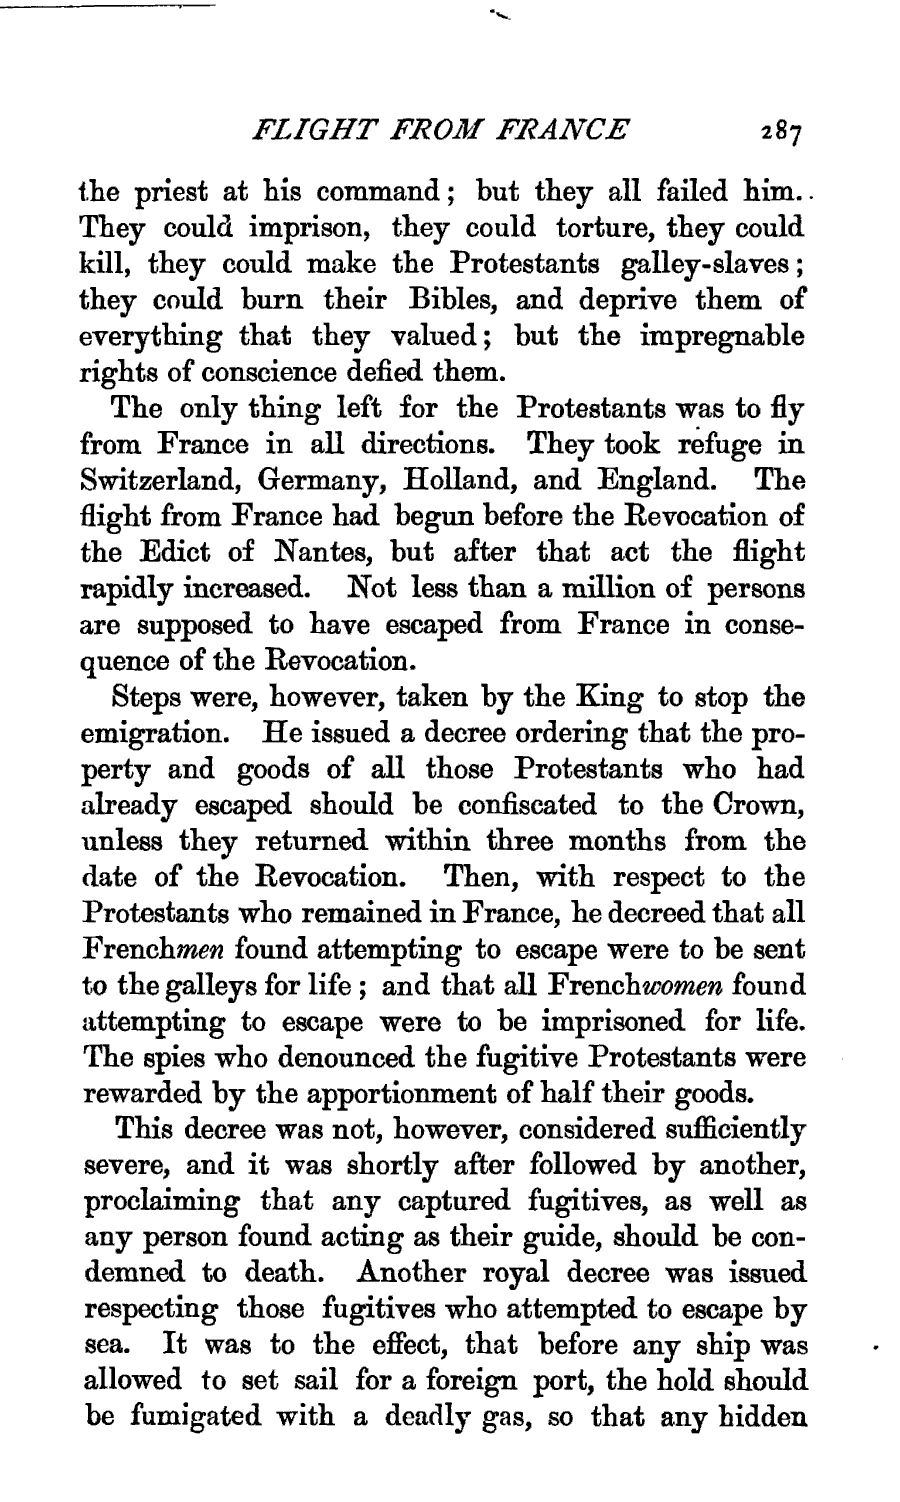 FLIGHT FROM FRANCE 287
the priest at his command; but they all failed him.
They could imprison, they could torture, they could
kill, they could make the Protestants galley-slaves;
they could burn their Bibles, and deprive them of
everything that they valued; but the impregnable
rights of conscience defied them.
The only thing left for the Protestants was to fly
from France in all directions. They took refuge in
Switzerland, Germany, Holland, and England. The
flight from France had begun before the Revocation of
the Edict of Nantes, but after that act the flight
rapidly increased. Not less than a million of persons
are supposed to have escaped from France in conse-
quence of the Revocation.
Steps were, however, taken by the King to stop the
emigration. He issued a decree ordering that the pro-
perty and goods of all those Protestants who had
already escaped should be confiscated to the Crown,
unless they returned within three months from the
date of the Revocation. Then, with respect to the
Protestants who remained in France, he decreed that all
Frenchmen found attempting to escape were to be sent
to the galleys for life; and that all Frenchwomen found
attempting to escape were to be imprisoned for life.
The spies who denounced the fugitive Protestants were
rewarded by the apportionment of half their goods.
This decree was not, however, considered sufficiently
severe, and it was shortly after followed by another,
proclaiming that any captured fugitives, as well as
any person found acting as their guide, should be con-
demned to death. Another royal decree was issued
respecting those fugitives who attempted to escape by
sea. It was to the effect, that before any ship was
allowed to set sail for a foreign port, the hold should
be fumigated with a deadly gas, so that any hidden